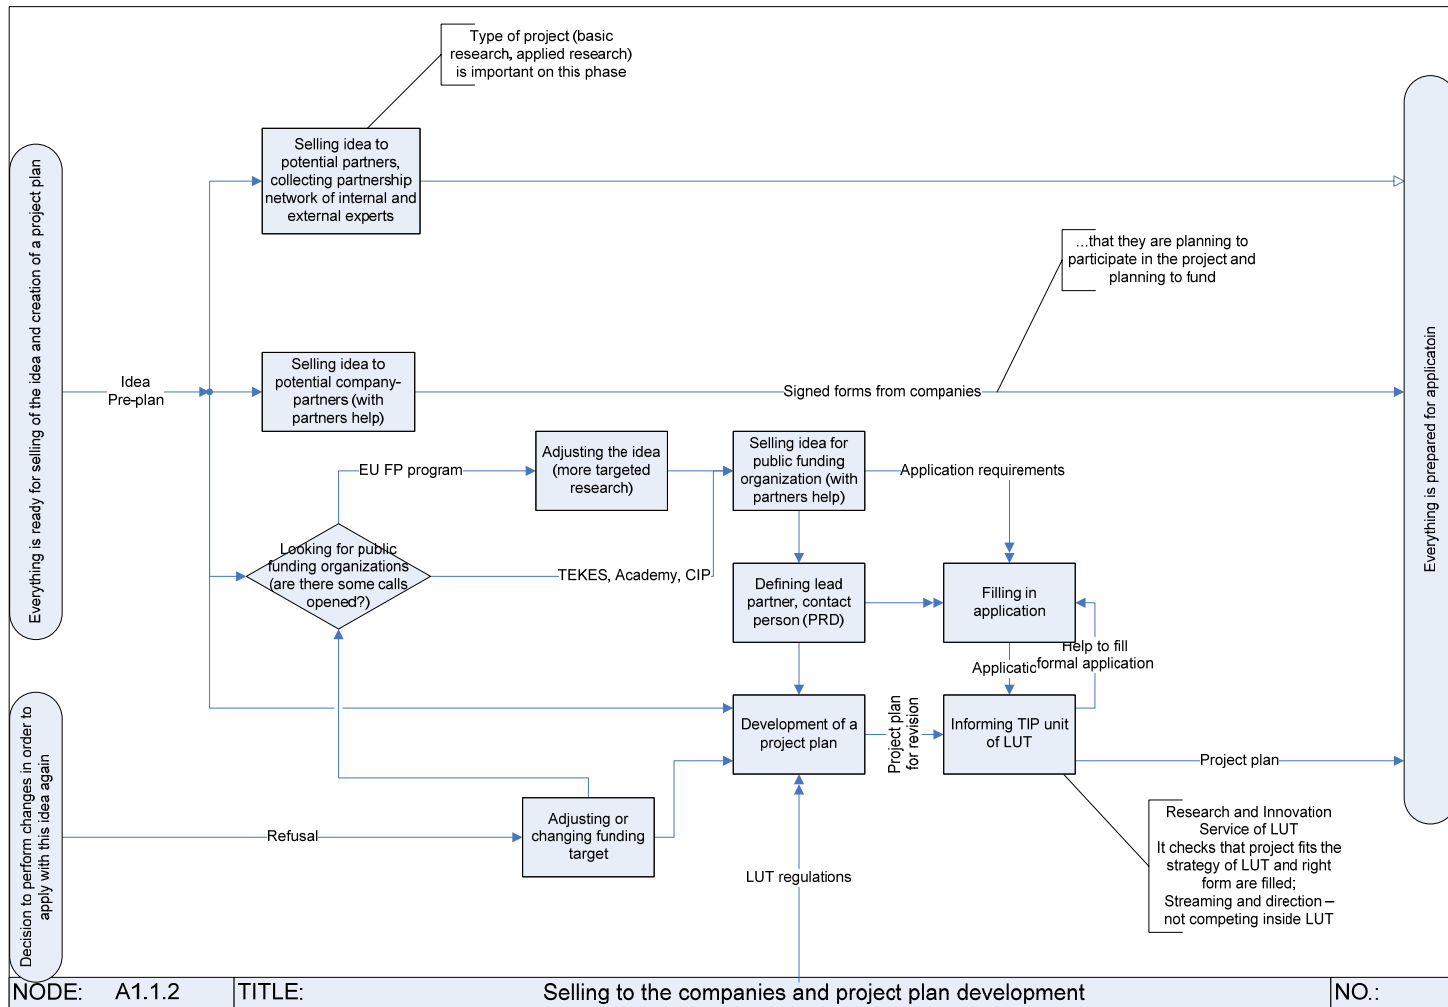 Type of project (basic
research, applied research)
is important on this phase
Everything is ready for selling of the idea and creation of a project plan
Selling idea to
potential partners,
collecting partnership
network of internal and
external experts
...that they are planning to
participate in the project and
planning to fund
Everything is prepared for applicatoin
Idea
Pre-plan
Selling idea to
potential company-
partners (with
partners help)
Signed forms from companies
EU FP program
Adjusting the idea
(more targeted
research)
Selling idea for
public funding
organization (with
partners help)
Application requirements
Looking for public
funding organizations
(are there some calls
opened?)
TEKES, Academy, CIP
Defining lead
partner, contact
person (PRD)
Filling in
application
Help to fill
formal application
Applicatic
Development of a
project plan
Project plan
for revision
Informing TIP unit
of LUT
Project plan
Decision to perform changes in order to
apply with this idea again
Refusal
Adjusting or
changing funding
target
LUT regulations
Research and Innovation
Service of LUT
It checks that project fits the
strategy of LUT and right
form are filled;
Streaming and direction –
not competing inside LUT
NODE: A1.1.2 TITLE: Selling to the companies and project plan development NO.: